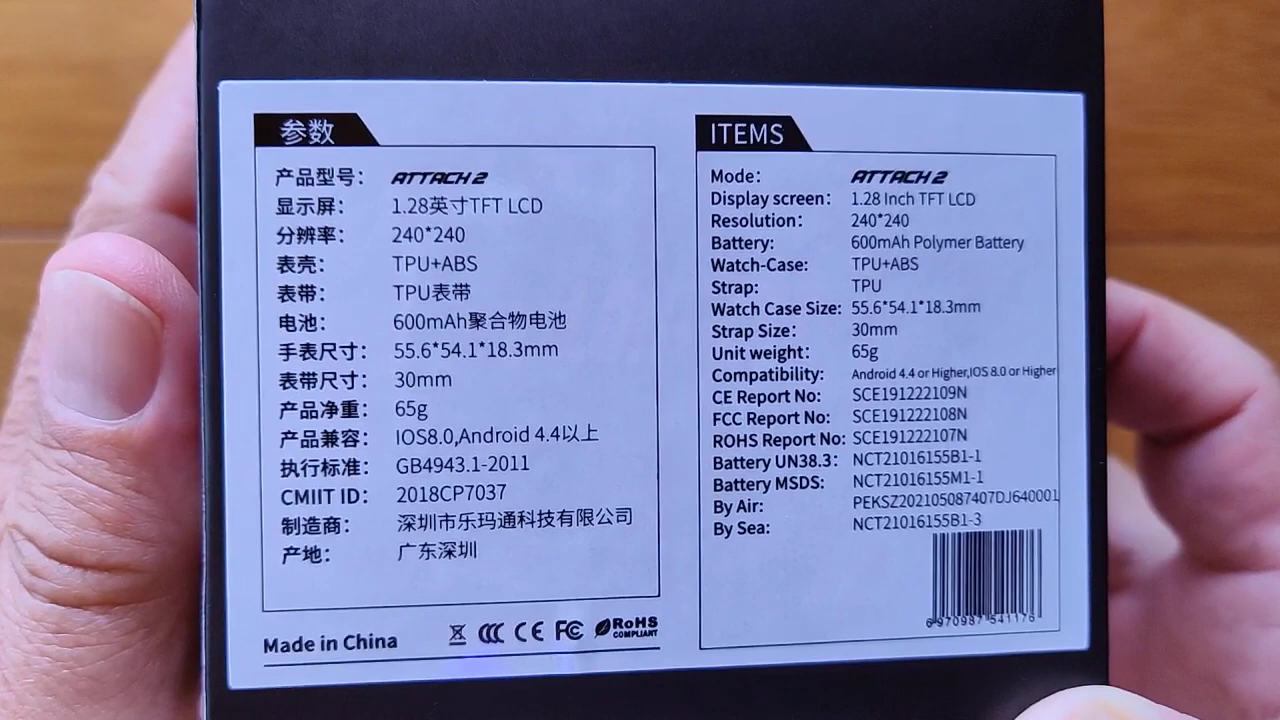 参数
产品型号： ATTACH 2
显示屏： 1.28英寸TFT LCD
分辨率： 240*240
表壳： TPU+ABS
表带： TPU表带
电池： 600mAh聚合物电池
手表尺寸： 55.6*54.1*18.3mm
表带尺寸： 30mm
产品净重： 65g
产品兼容： IOS8.0,Android 4.4以上
执行标准： GB4943.1-2011
CMIIT ID： 2018CP7037
制造商： 深圳市乐玛通科技有限公司
产地： 广东深圳
Made in China
CCC CE FC RoHS
COMPLIANT
ITEMS
Mode： ATTACH 2
Display screen： 1.28 Inch TFT LCD
Resolution： 240*240
Battery: 600mAh Polymer Battery
Watch-Case: TPU+ABS
Strap: TPU
Watch Case Size: 55.6*54.1*18.3mm
Strap Size： 30mm
Unit weight： 65g
Compatibility: Android 4.4 or Higher,IOS 8.0 or Higher
CE Report No: SCE191222109N
FCC Report No: SCE191222108N
ROHS Report No: SCE191222107N
Battery UN38.3： NCT21016155B1-1
Battery MSDS: NCT21016155M1-1
By Air: PEKSZ202105087407DJ640001
By Sea: NCT21016155B1-3
6 970987 541176